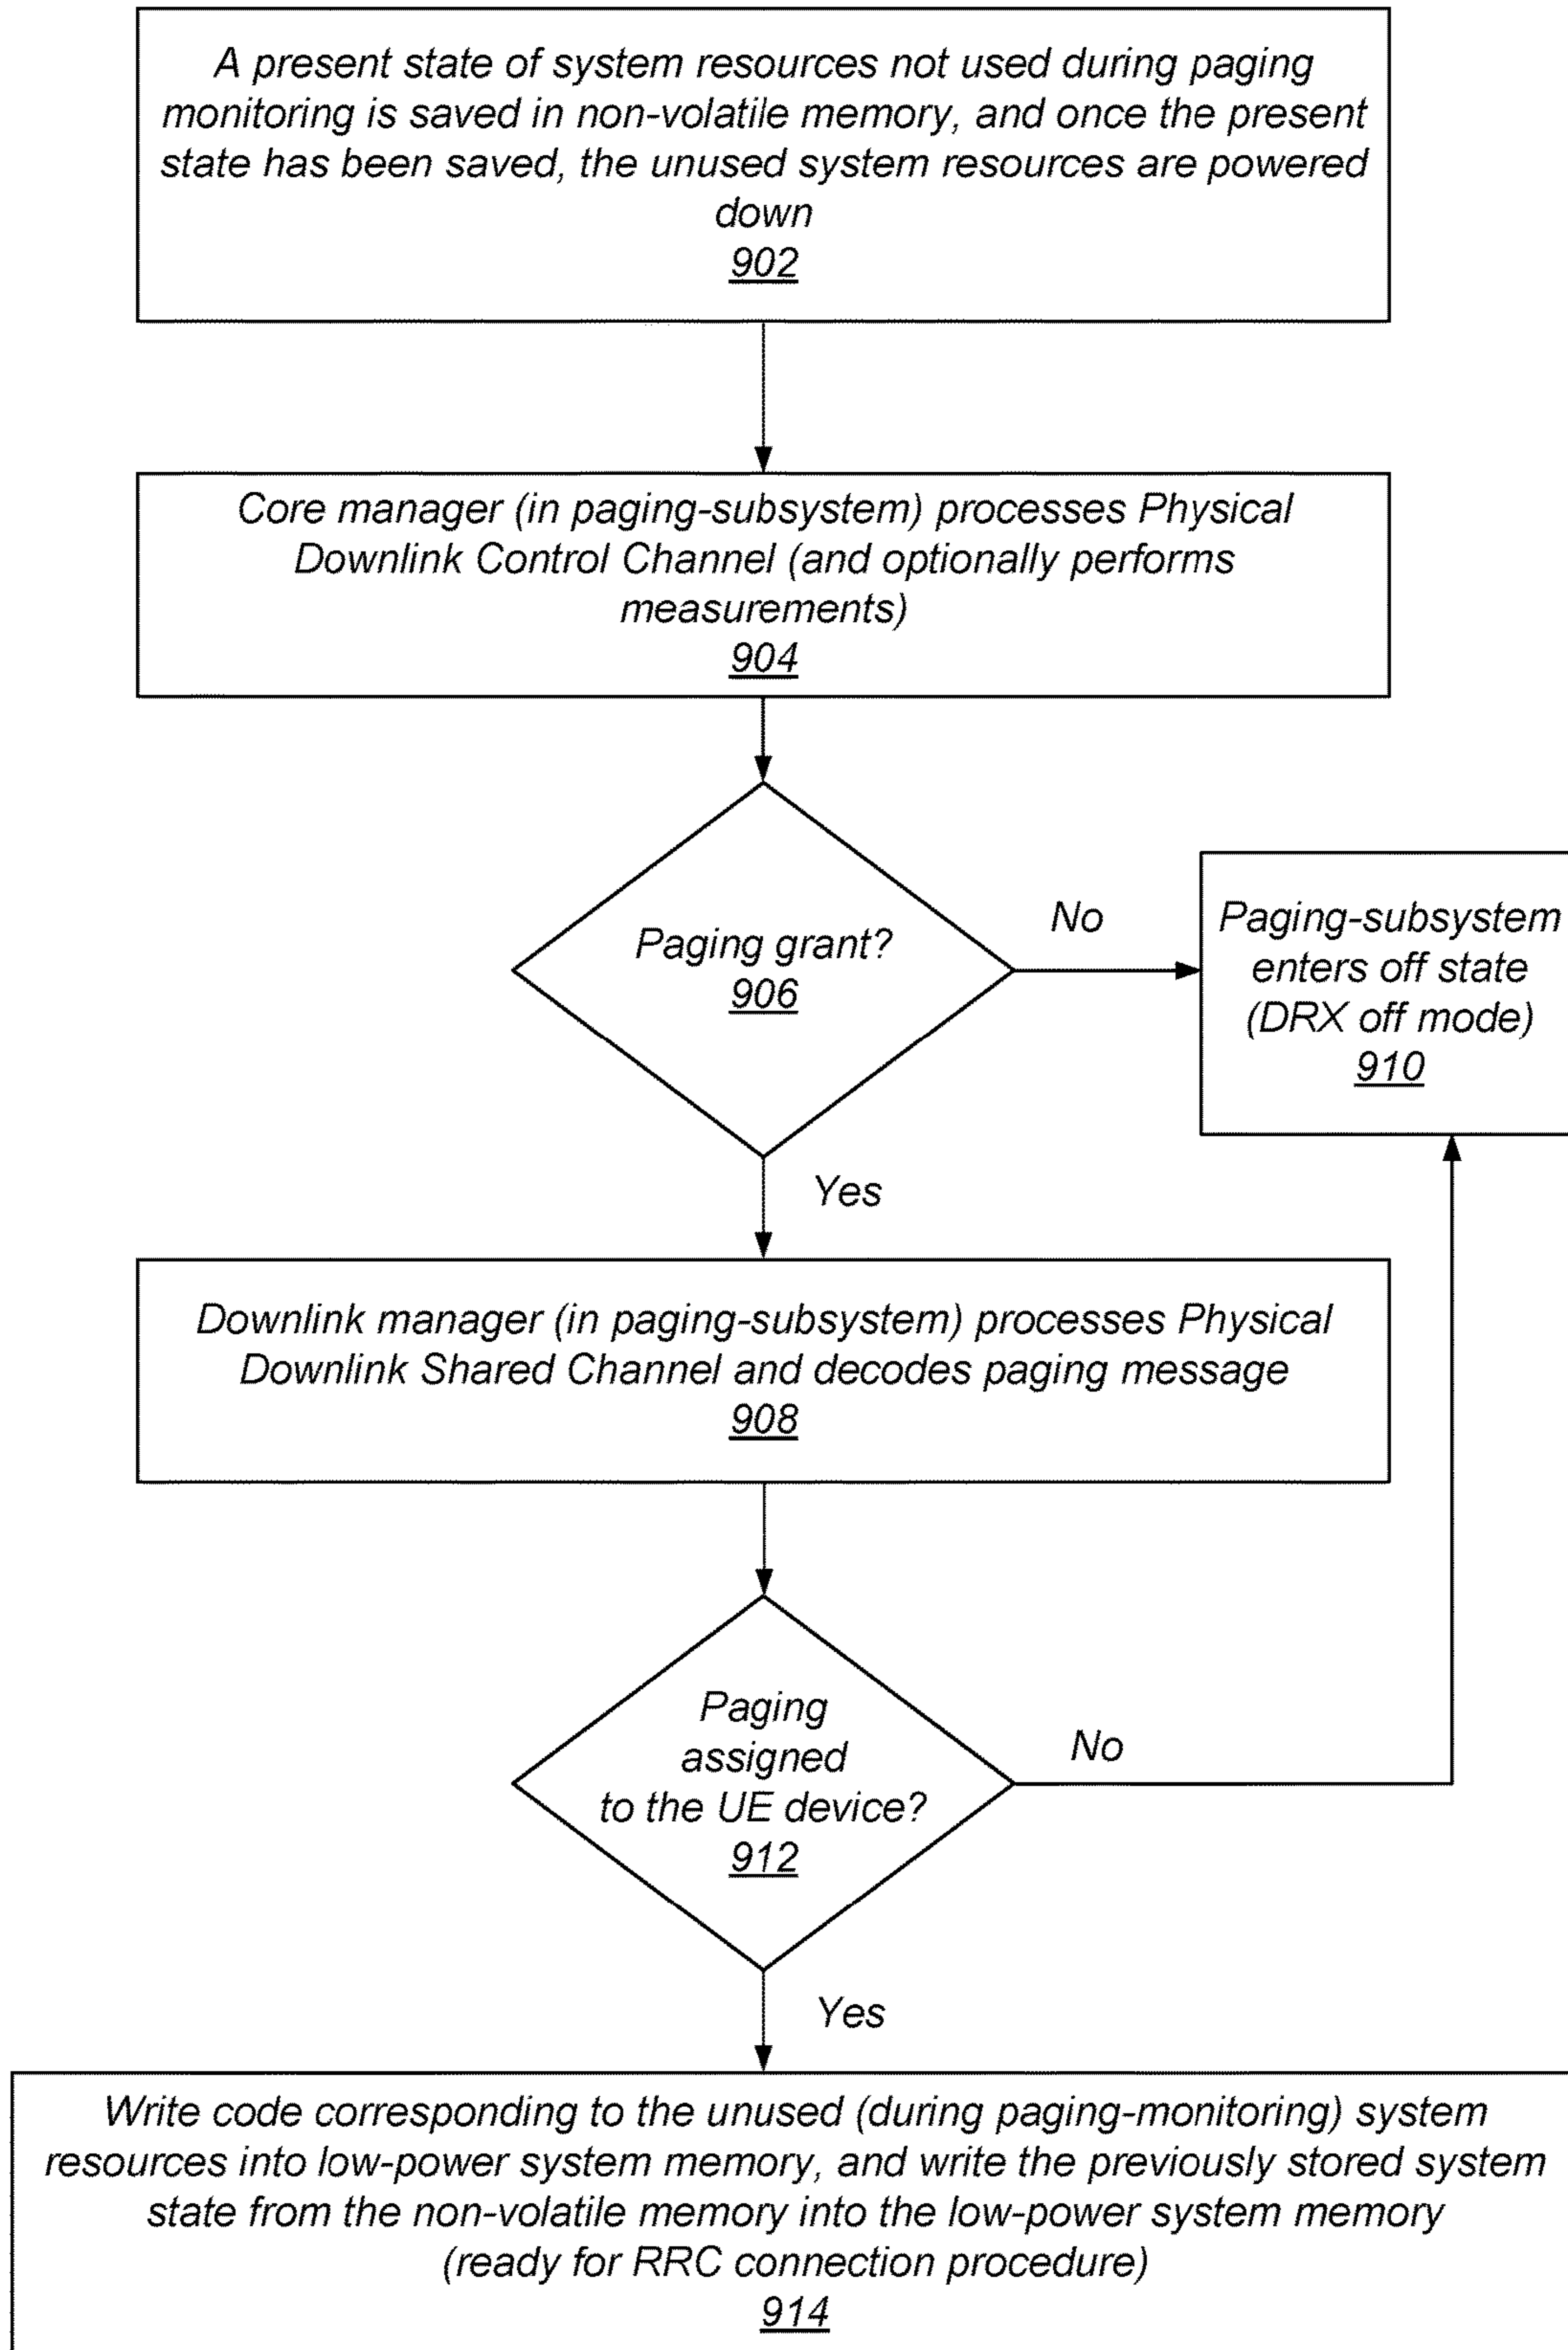 A present state of system resources not used during paging
monitoring is saved in non-volatile memory, and once the present
state has been saved, the unused system resources are powered
down
902
Core manager (in paging-subsystem) processes Physical
Downlink Control Channel (and optionally performs
measurements)
904
Paging grant?
906
No
Paging-subsystem
enters off state
(DRX off mode)
910
Yes
Downlink manager (in paging-subsystem) processes Physical
Downlink Shared Channel and decodes paging message
908
Paging
assigned
to the UE device?
912
No
Yes
Write code corresponding to the unused (during paging-monitoring) system
resources into low-power system memory, and write the previously stored system
state from the non-volatile memory into the low-power system memory
(ready for RRC connection procedure)
914